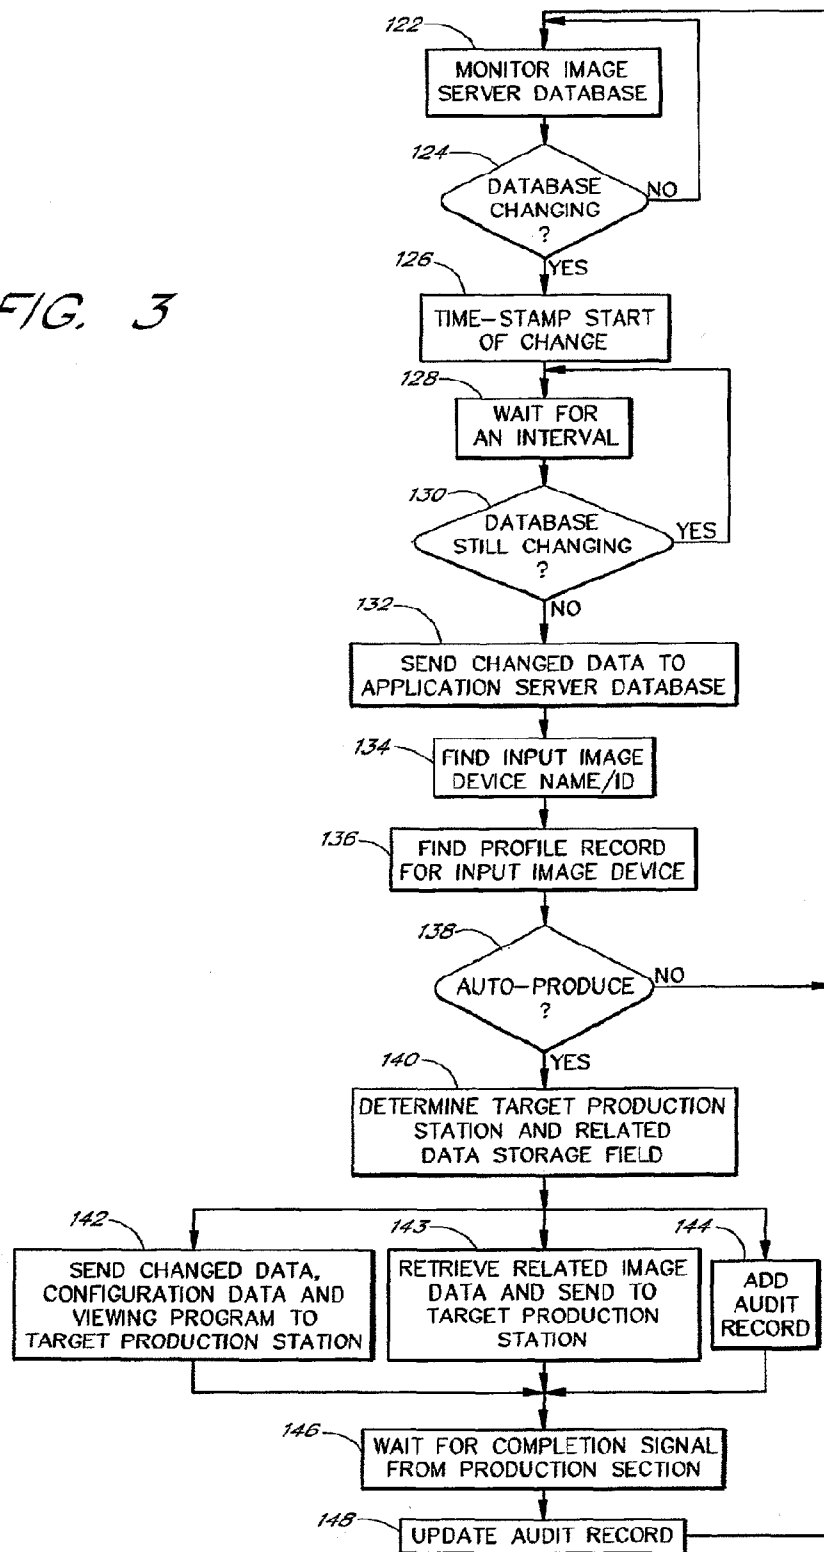 122
MONITOR IMAGE
SERVER DATABASE
124
DATABASE
CHANGING
?
NO
YES
FIG. 3
126
TIME-STAMP START
OF CHANGE
128
WAIT FOR
AN INTERVAL
130
DATABASE
STILL CHANGING
?
YES
NO
132
SEND CHANGED DATA TO
APPLICATION SERVER DATABASE
134
FIND INPUT IMAGE
DEVICE NAME/ID
136
FIND PROFILE RECORD
FOR INPUT IMAGE DEVICE
138
AUTO-PRODUCE
?
NO
YES
140
DETERMINE TARGET PRODUCTION
STATION AND RELATED
DATA STORAGE FIELD
142
SEND CHANGED DATA,
CONFIGURATION DATA AND
VIEWING PROGRAM TO
TARGET PRODUCTION STATION
143
RETRIEVE RELATED IMAGE
DATA AND SEND TO
TARGET PRODUCTION
STATION
144
ADD
AUDIT
RECORD
146
WAIT FOR COMPLETION SIGNAL
FROM PRODUCTION SECTION
148
UPDATE AUDIT RECORD